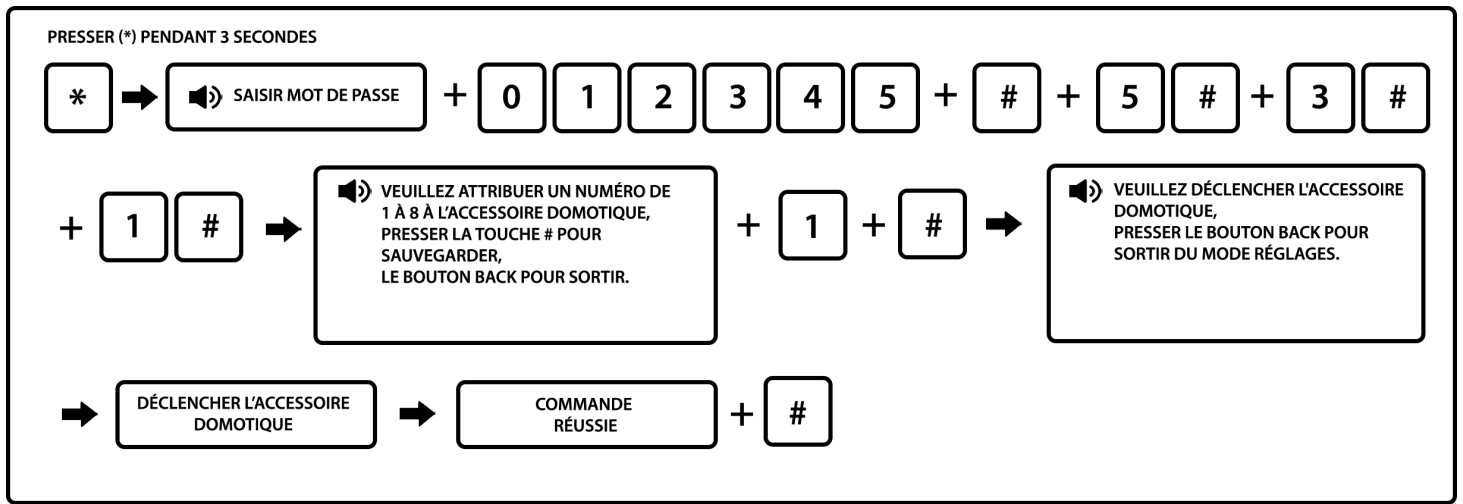 PRESSER (*) PENDANT 3 SECONDES
* SAISIR MOT DE PASSE + 0 1 2 3 4 5 + # + 5 # + 3 #
+ 1 #
VEUILLEZ ATTRIBUER UN NUMÉRO DE
1 À 8 À L’ACCESSOIRE DOMOTIQUE,
PRESSER LA TOUCHE # POUR
SAUVEGARDER,
LE BOUTON BACK POUR SORTIR.
+ 1 + #
VEUILLEZ DÉCLENCHER L'ACCESSOIRE
DOMOTIQUE,
PRESSER LE BOUTON BACK POUR
SORTIR DU MODE RÉGLAGES.
DÉCLENCHER L’ACCESSOIRE
DOMOTIQUE
COMMANDE
RÉUSSIE
+ #